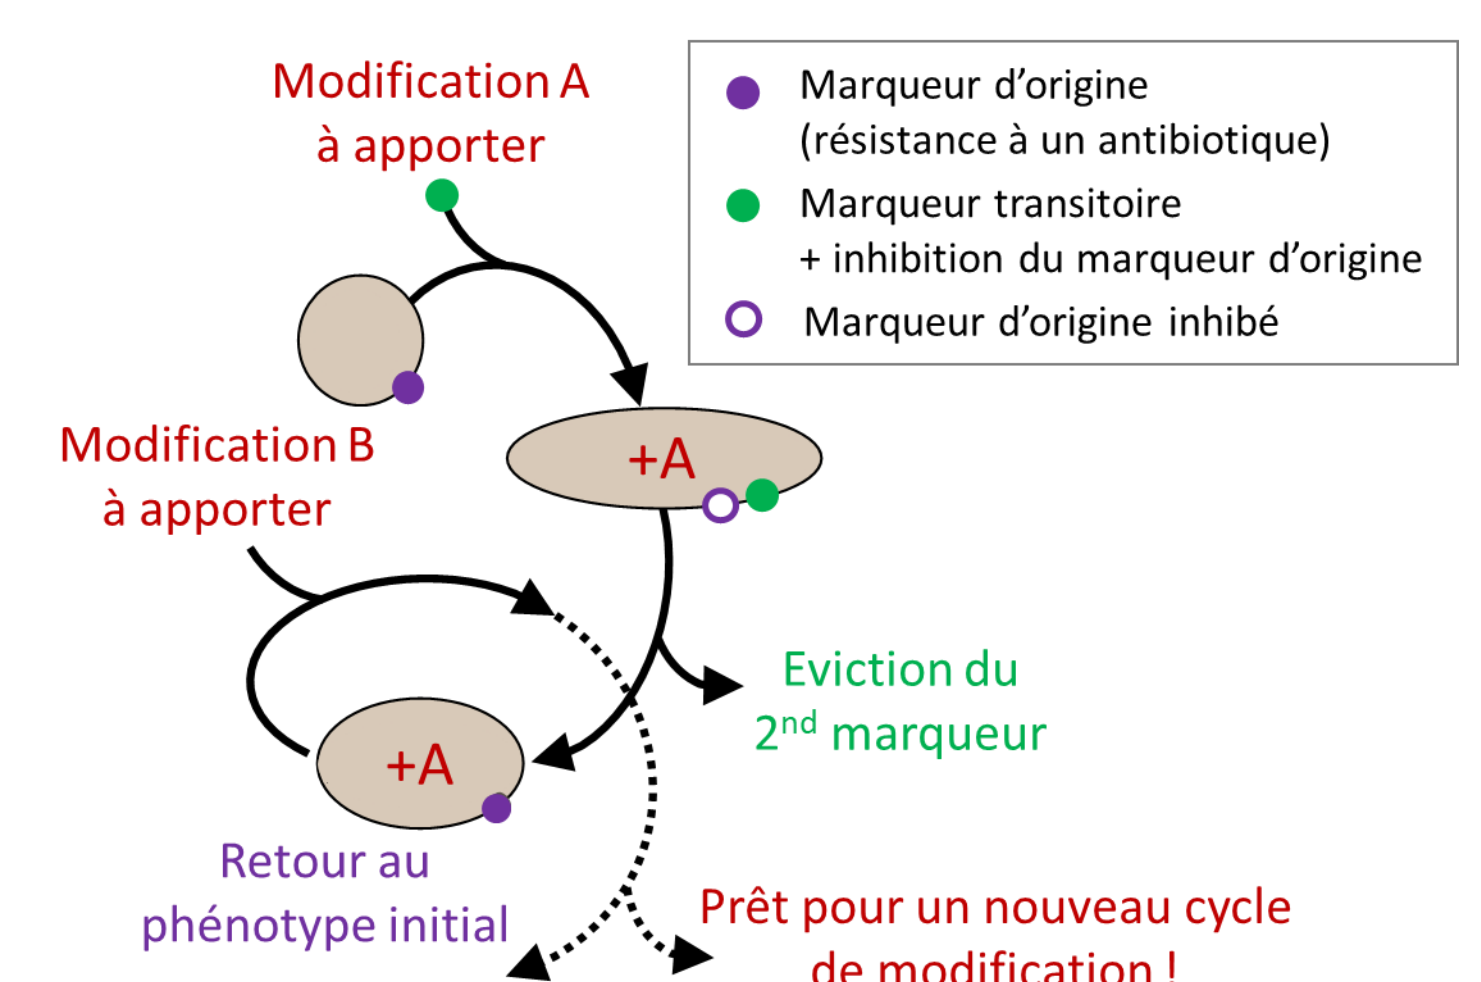 Modification A
à apporter
Marqueur d'origine
(résistance à un antibiotique)
Marqueur transitoire
+ inhibition du marqueur d'origine
Marqueur d'origine inhibé
+A
Modification B
à apporter
Eviction du
2nd marqueur
+A
Retour au
phénotype initial
Prêt pour un nouveau cycle
de modification !